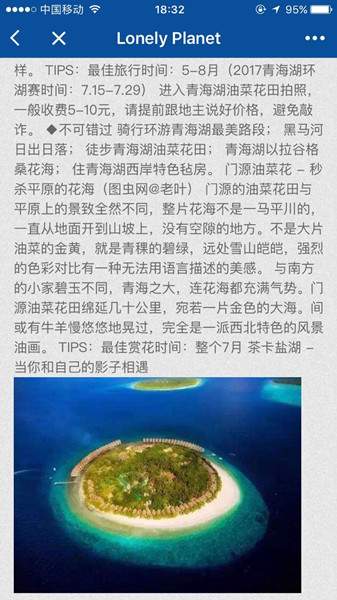 中国移动 18:32 95%
Lonely Planet
样。 TIPS：最佳旅行时间：5-8月（2017青海湖环
湖赛时间：7.15-7.29） 进入青海湖油菜花田拍照，
一般收费5-10元，请提前跟地主说好价格，避免敲
诈。 ◆不可错过 骑行环游青海湖最美路段； 黑马河
日出日落； 徒步青海湖油菜花田； 青海湖以拉谷格
桑花海； 住青海湖西岸特色毡房。 门源油菜花 - 秒
杀平原的花海（图虫网@老叶） 门源的油菜花田与
平原上的景致全然不同，整片花海不是一马平川的，
一直从地面开到山坡上，没有空隙的地方。不是大片
油菜的金黄，就是青稞的碧绿，远处雪山皑皑，强烈
的色彩对比有一种无法用语言描述的美感。 与南方
的小家碧玉不同，青海之大，连花海都充满气势。门
源油菜花田绵延几十公里，宛若一片金色的大海。间
或有牛羊慢悠悠地晃过，完全是一派西北特色的风景
油画。 TIPS：最佳赏花时间：整个7月 茶卡盐湖 -
当你和自己的影子相遇